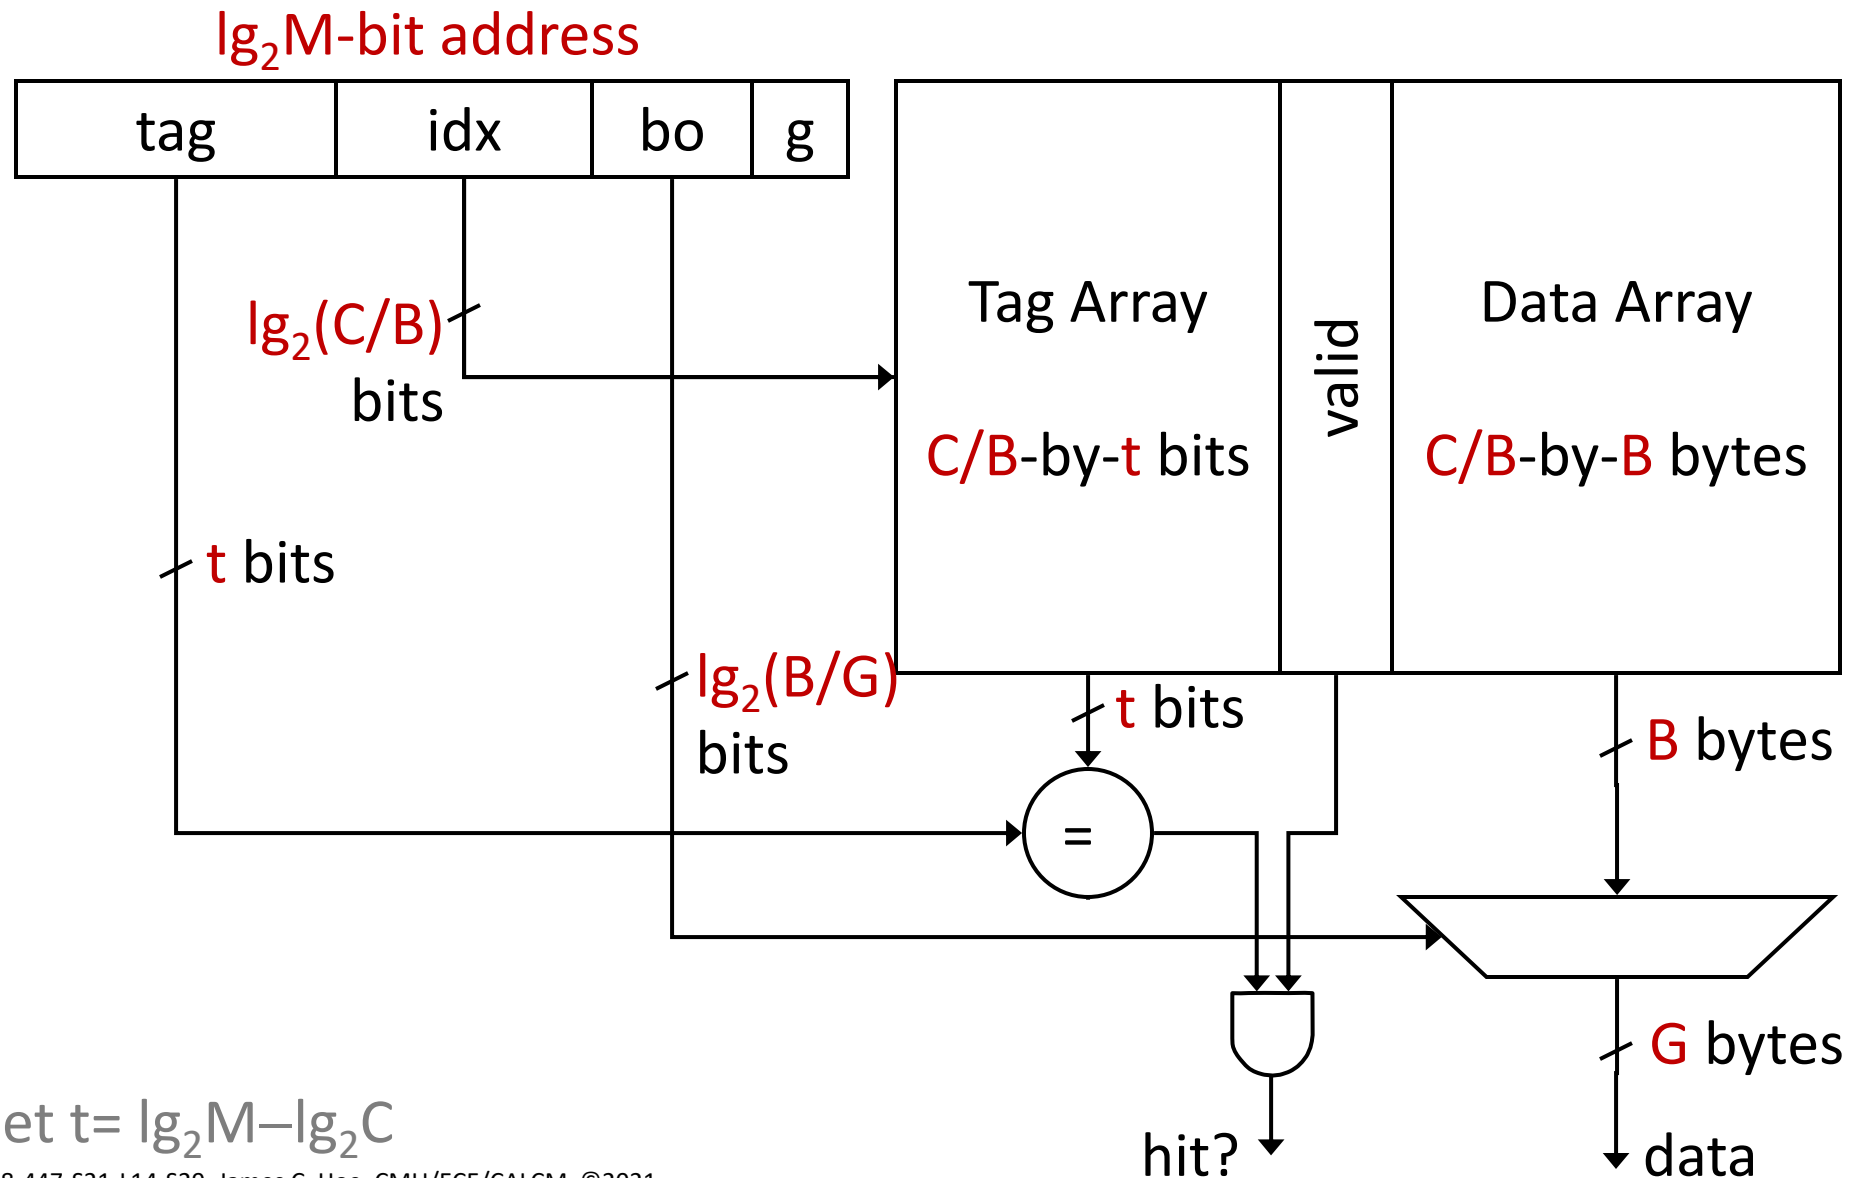 lg2M-bit address
tag idx bo g
lg2(C/B)
bits
Tag Array
C/B-by-t bits
valid
Data Array
C/B-by-B bytes
t bits
lg2(B/G)
bits
t bits
B bytes
=
G bytes
et t= lg2M–lg2C
hit?
data